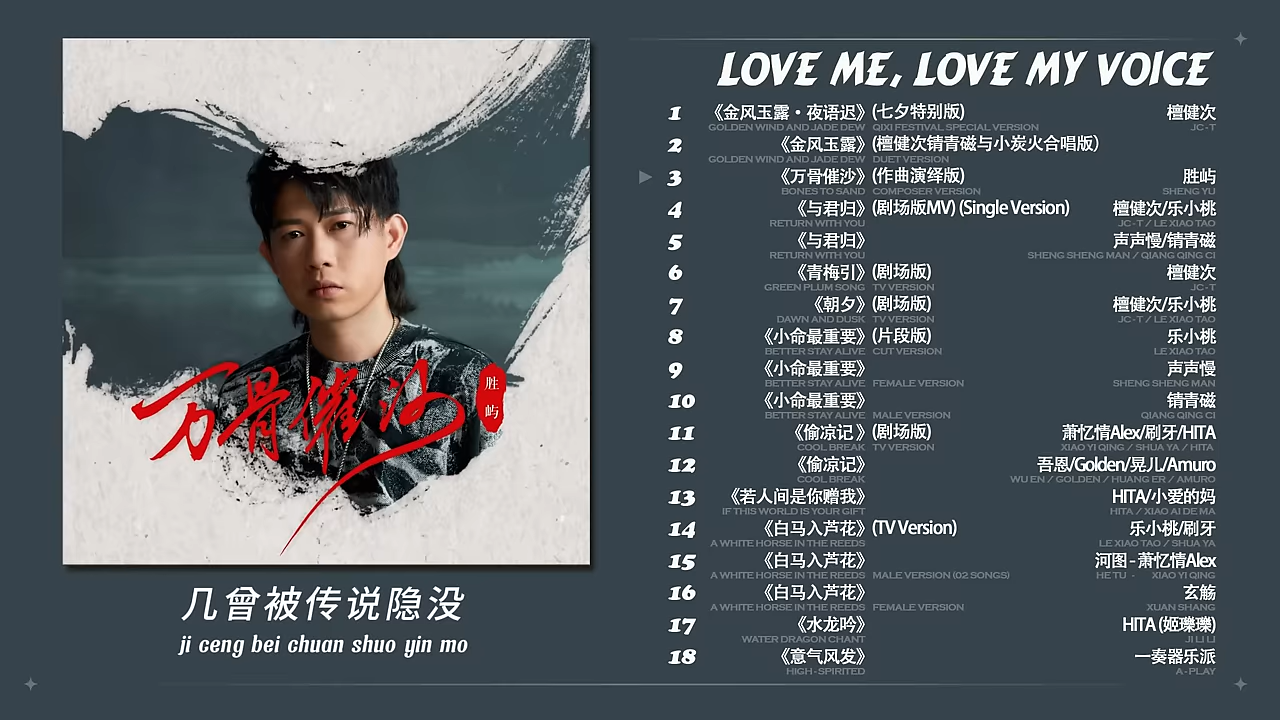 LOVE ME, LOVE MY VOICE
1 《金风玉露·夜语迟》 (七夕特别版) 檀健次
GOLDEN WIND AND JADE DEW QIXI FESTIVAL SPECIAL VERSION JC-T
2 《金风玉露》 (檀健次锖青磁与小炭火合唱版)
GOLDEN WIND AND JADE DEW DUET VERSION
3 《万骨催沙》 (作曲演绎版) 胜屿
BONES TO SAND COMPOSER VERSION SHENG YU
4 《与君归》 (剧场版MV) (Single Version) 檀健次/乐小桃
RETURN WITH YOU JC-T / LE XIAO TAO
5 《与君归》 声声慢/锖青磁
RETURN WITH YOU SHENG SHENG MAN / QIANG QING CI
6 《青梅引》 (剧场版) 檀健次
GREEN PLUM SONG TV VERSION JC-T
7 《朝夕》 (剧场版) 檀健次/乐小桃
DAWN AND DUSK TV VERSION JC-T / LE XIAO TAO
8 《小命最重要》 (片段版) 乐小桃
BETTER STAY ALIVE CUT VERSION LE XIAO TAO
9 《小命最重要》 声声慢
BETTER STAY ALIVE FEMALE VERSION SHENG SHENG MAN
10 《小命最重要》 锖青磁
BETTER STAY ALIVE MALE VERSION QIANG QING CI
11 《偷凉记 》 (剧场版) 萧忆情Alex/刷牙/HITA
COOL BREAK TV VERSION XIAO YI QING / SHUA YA / HITA
12 《偷凉记》 吾恩/Golden/晃儿/Amuro
COOL BREAK WU EN / GOLDEN / HUANG ER / AMURO
13 《若人间是你赠我》 HITA/小爱的妈
IF THIS WORLD IS YOUR GIFT HITA / XIAO AI DE MA
14 《白马入芦花》 (TV Version) 乐小桃/刷牙
A WHITE HORSE IN THE REEDS LE XIAO TAO / SHUA YA
15 《白马入芦花》 河图 - 萧忆情Alex
A WHITE HORSE IN THE REEDS MALE VERSION (02 SONGS) HE TU - XIAO YI QING
16 《白马入芦花》 玄觞
A WHITE HORSE IN THE REEDS FEMALE VERSION XUAN SHANG
17 《水龙吟》 HITA (姬瓅瓅)
WATER DRAGON CHANT JI LI LI
18 《意气风发》 一奏器乐派
HIGH-SPIRITED A-PLAY
万骨催沙
胜屿
几曾被传说隐没
ji ceng bei chuan shuo yin mo